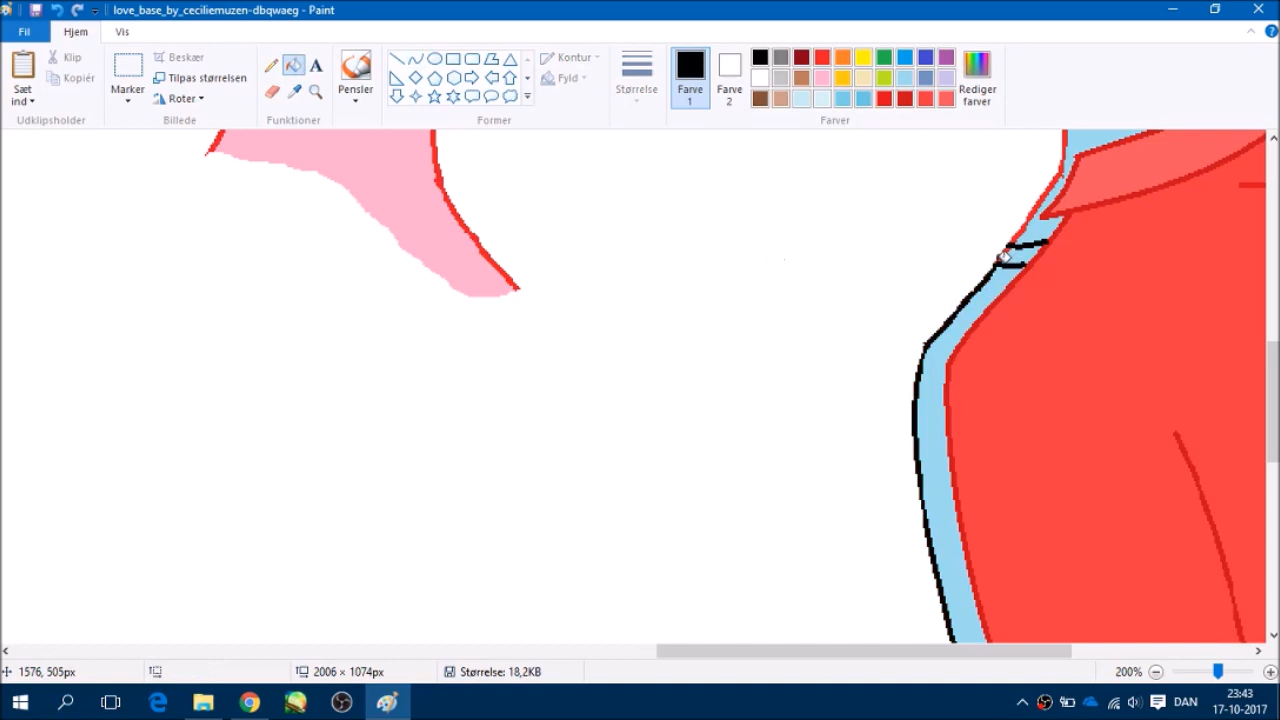 love_base_by_ceciliemuzen-dbqwaeg - Paint
Fil Hjem Vis
Sæt ind
Klip
Kopiér
Udklipsholder
Marker
Beskær
Tilpas størrelsen
Roter
Billede
A
Funktioner
Pensler
Kontur
Fyld
Former
Størrelse
Farve 1
Farve 2
Rediger farver
Farver
1576, 505px
2006 × 1074px
Størrelse: 18,2KB
200%
DAN
23:43
17-10-2017